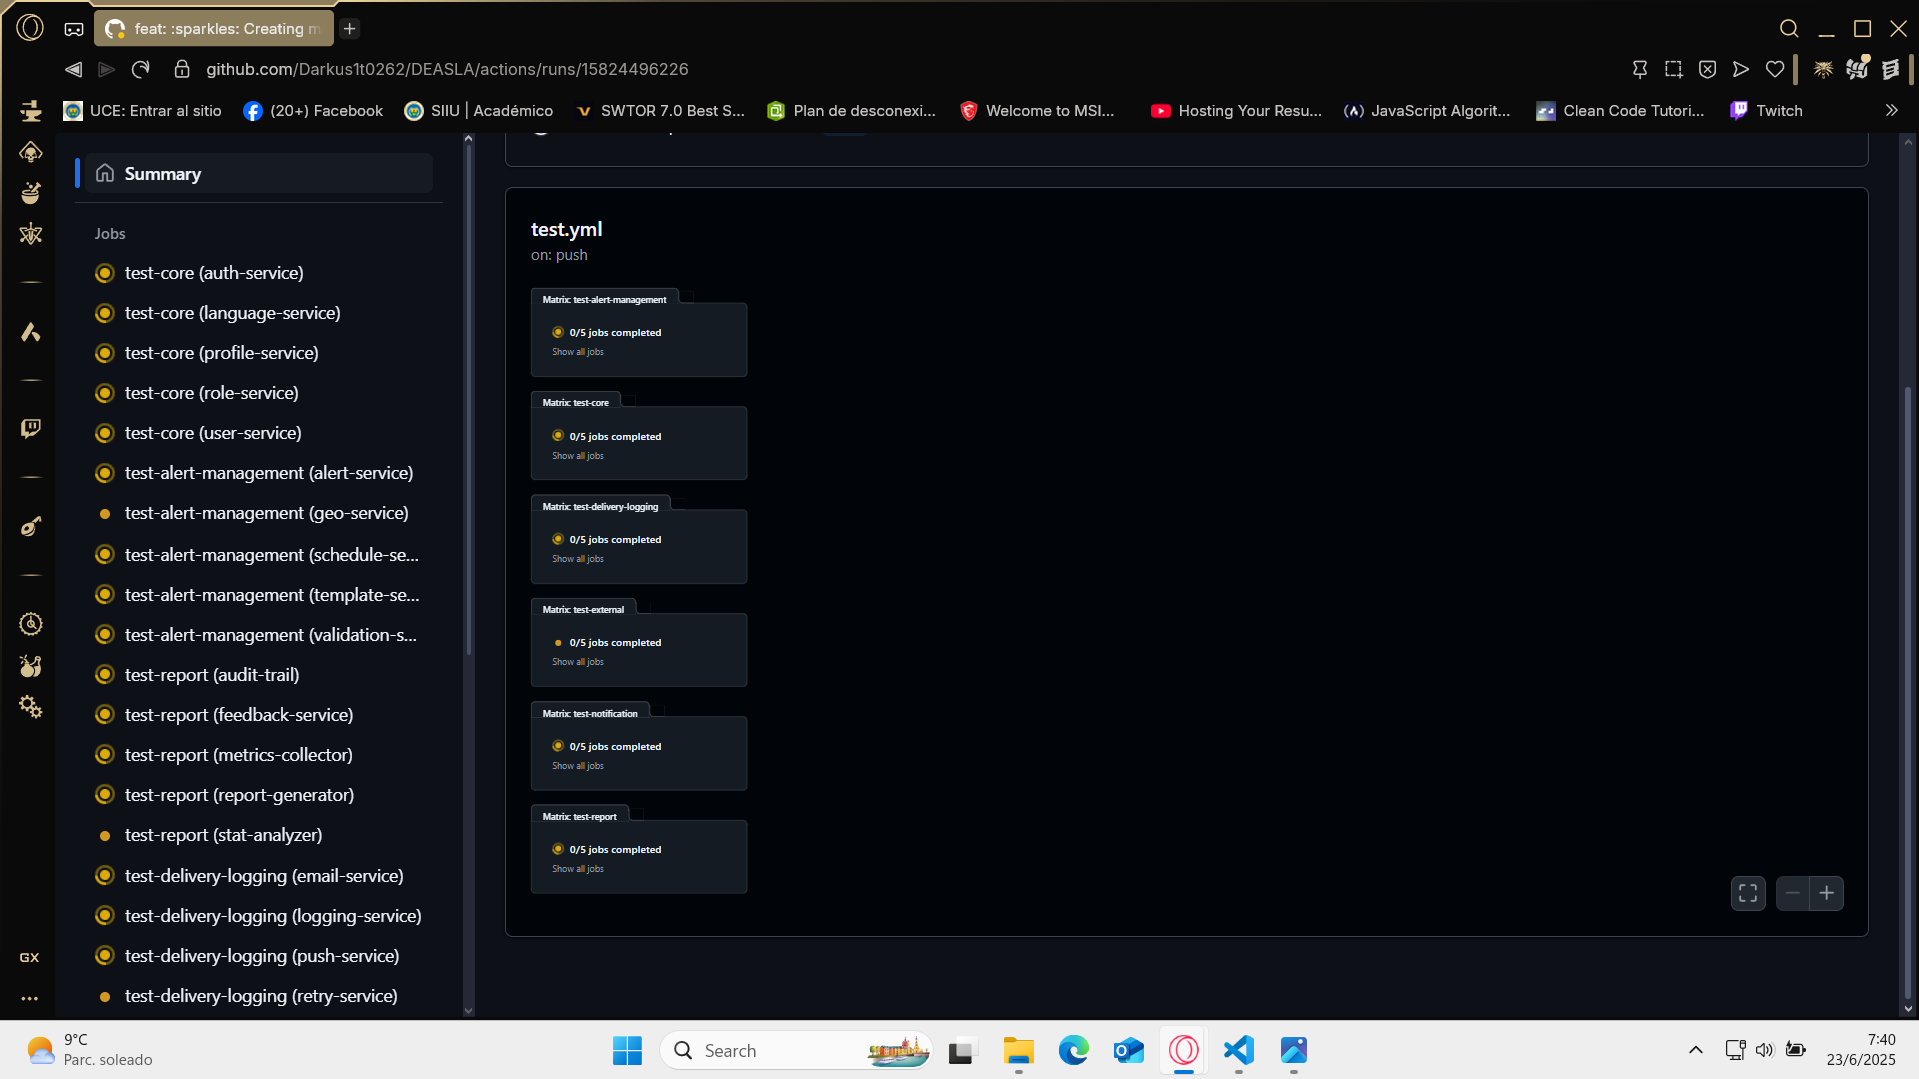 feat: :sparkles: Creating m
github.com/Darkus1t0262/DEASLA/actions/runs/15824496226
UCE: Entrar al sitio
(20+) Facebook
SIIU | Académico
SWTOR 7.0 Best S...
Plan de desconexi...
Welcome to MSI...
Hosting Your Resu...
JavaScript Algorit...
Clean Code Tutori...
Twitch
Summary
Jobs
test-core (auth-service)
test-core (language-service)
test-core (profile-service)
test-core (role-service)
test-core (user-service)
test-alert-management (alert-service)
test-alert-management (geo-service)
test-alert-management (schedule-se...
test-alert-management (template-se...
test-alert-management (validation-s...
test-report (audit-trail)
test-report (feedback-service)
test-report (metrics-collector)
test-report (report-generator)
test-report (stat-analyzer)
test-delivery-logging (email-service)
test-delivery-logging (logging-service)
test-delivery-logging (push-service)
test-delivery-logging (retry-service)
test.yml
on: push
Matrix: test-alert-management
0/5 jobs completed
Show all jobs
Matrix: test-core
0/5 jobs completed
Show all jobs
Matrix: test-delivery-logging
0/5 jobs completed
Show all jobs
Matrix: test-external
0/5 jobs completed
Show all jobs
Matrix: test-notification
0/5 jobs completed
Show all jobs
Matrix: test-report
0/5 jobs completed
Show all jobs
GX
9°C
Parc. soleado
Search
7:40
23/6/2025